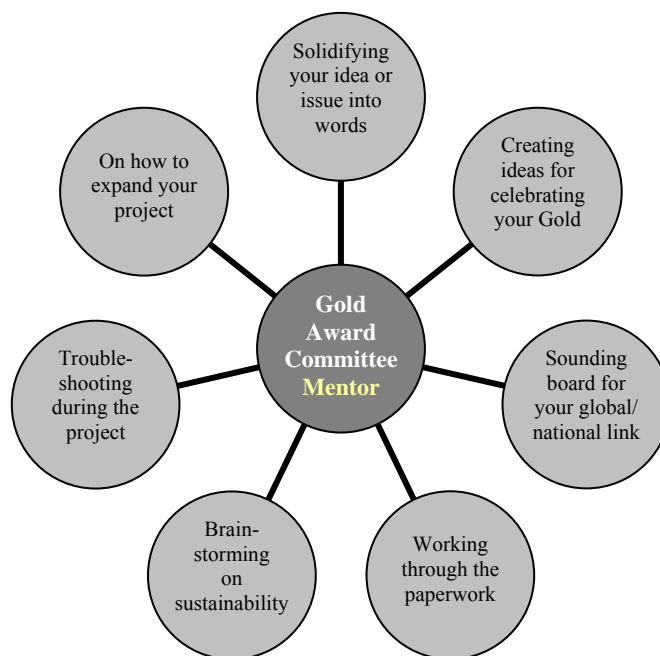 Solidifying
your idea or
issue into
words
Creating
ideas for
celebrating
your Gold
Sounding
board for
your global/
national link
Working
through the
paperwork
Brain-
storming
on
sustainability
Trouble-
shooting
during the
project
On how to
expand your
project
Gold
Award
Committee
Mentor